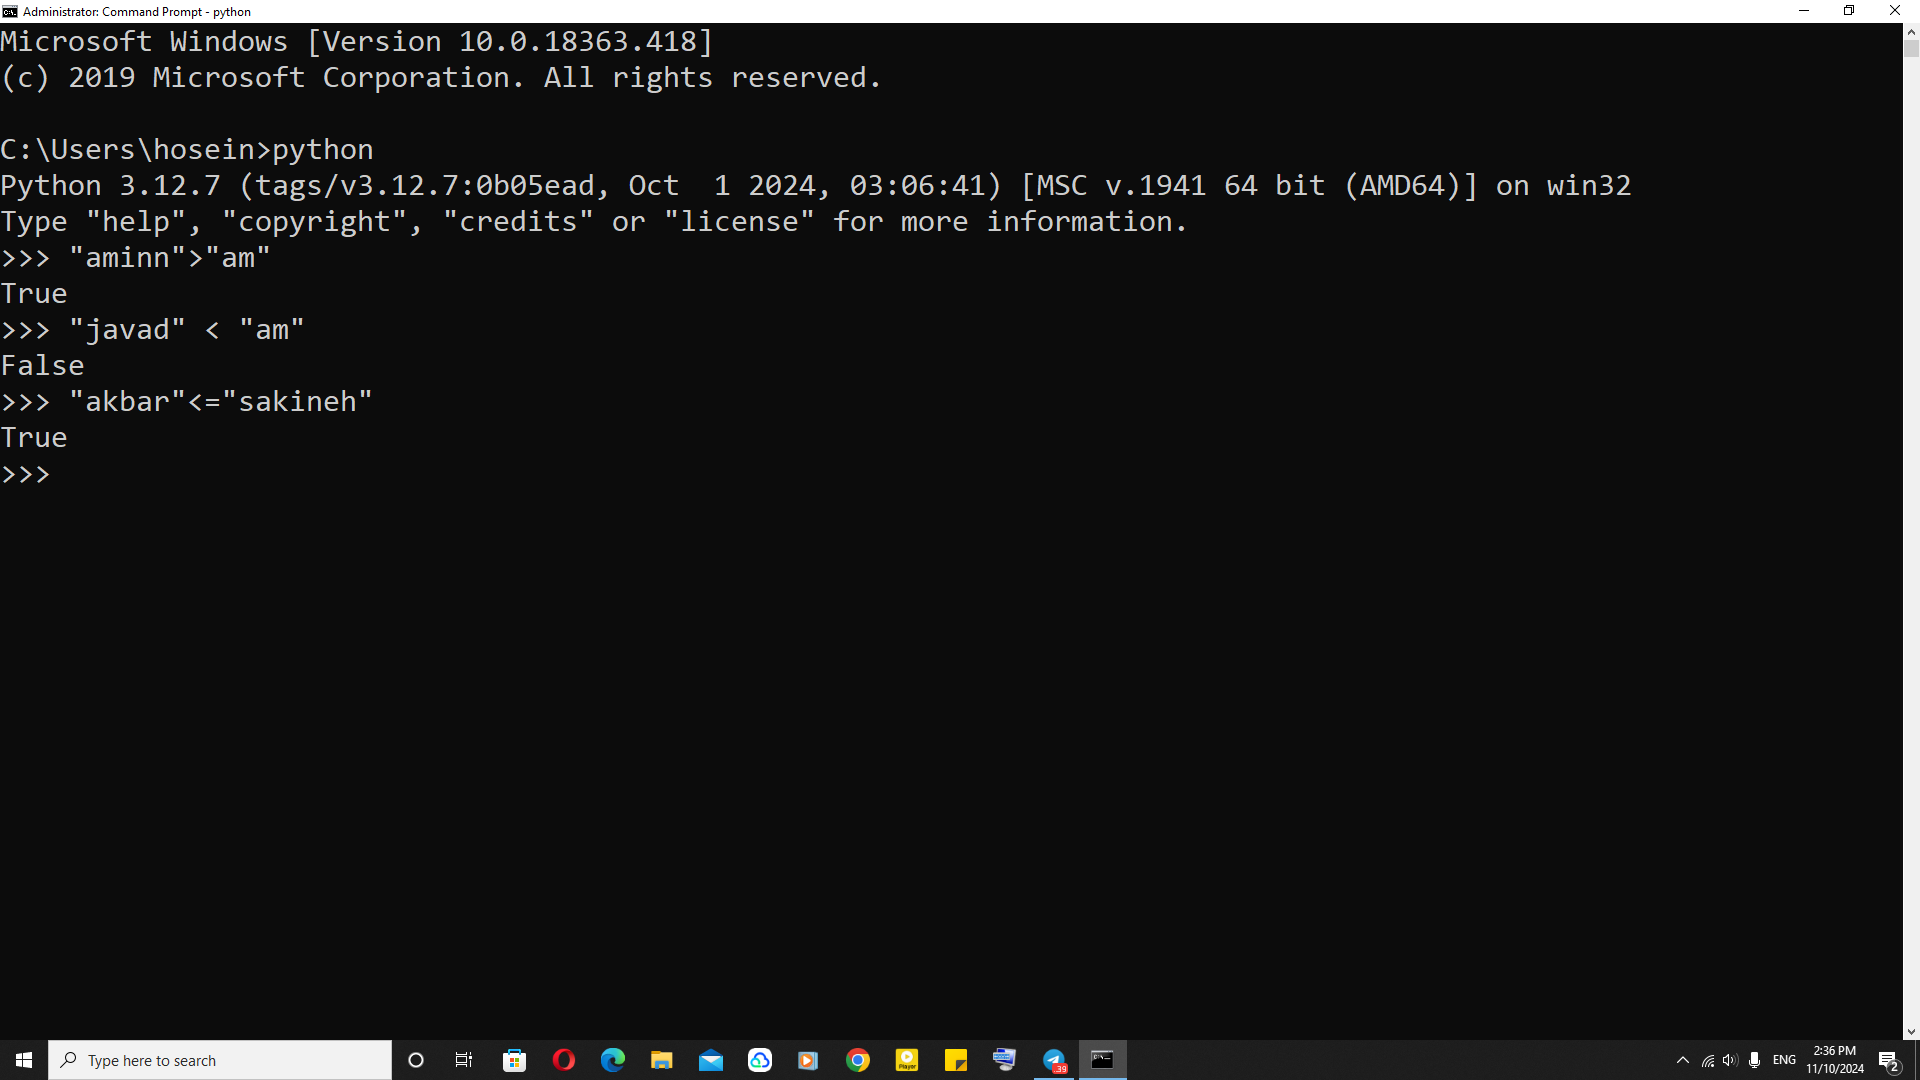 Administrator: Command Prompt - python
Microsoft Windows [Version 10.0.18363.418]
(c) 2019 Microsoft Corporation. All rights reserved.
C:\Users\hosein>python
Python 3.12.7 (tags/v3.12.7:0b05ead, Oct  1 2024, 03:06:41) [MSC v.1941 64 bit (AMD64)] on win32
Type "help", "copyright", "credits" or "license" for more information.
>>> "aminn">"am"
True
>>> "javad" < "am"
False
>>> "akbar"<="sakineh"
True
>>>
Type here to search
Player
.39
ENG
2:36 PM
11/10/2024
2